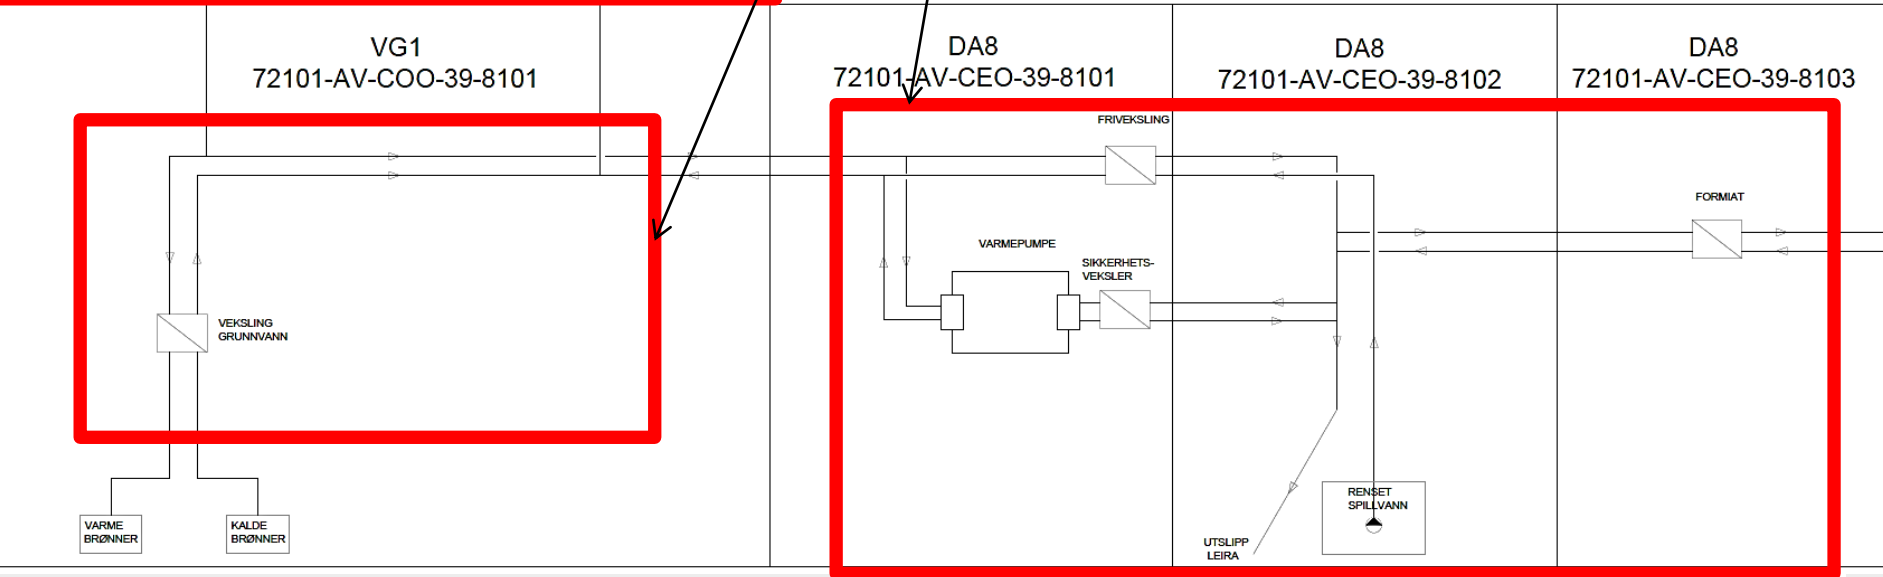 VG1
72101-AV-COO-39-8101
DA8
72101-AV-CEO-39-8101
DA8
72101-AV-CEO-39-8102
DA8
72101-AV-CEO-39-8103
FRIVEKSLING
FORMIAT
VARMEPUMPE
SIKKERHETS-
VEKSLER
VEKSLING
GRUNNVANN
VARME
BRØNNER
KALDE
BRØNNER
RENSET
SPILLVANN
UTSLIPP
LEIRA